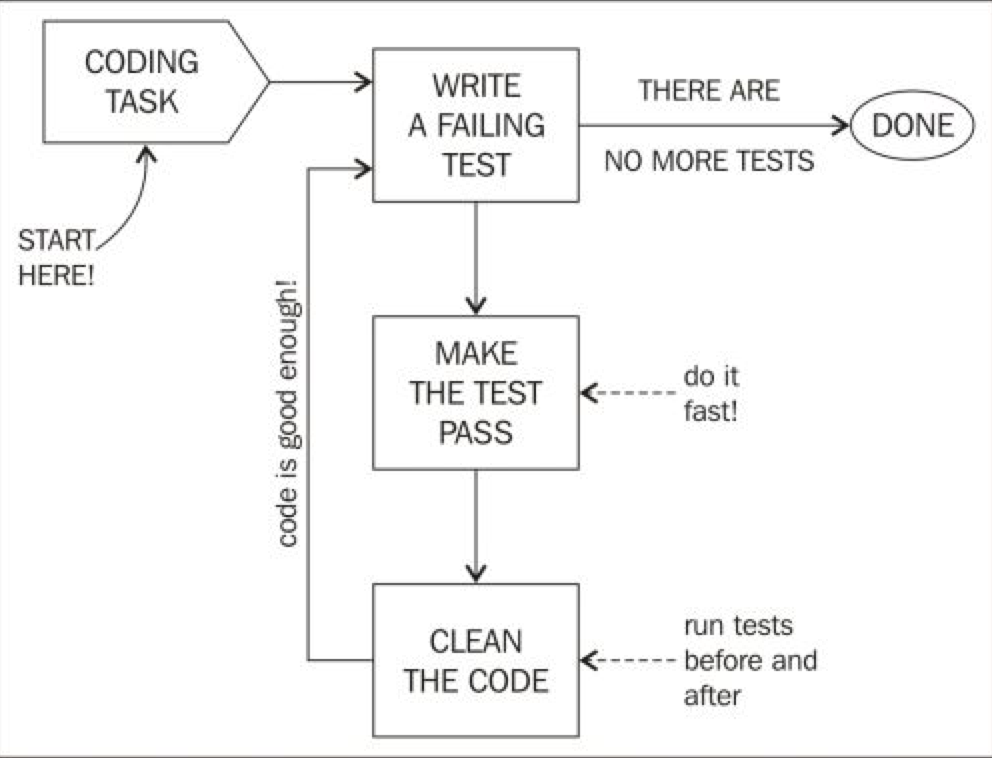 CODING
TASK
START
HERE!
WRITE
A FAILING
TEST
THERE ARE
NO MORE TESTS
DONE
code is good enough!
MAKE
THE TEST
PASS
do it
fast!
CLEAN
THE CODE
run tests
before and
after